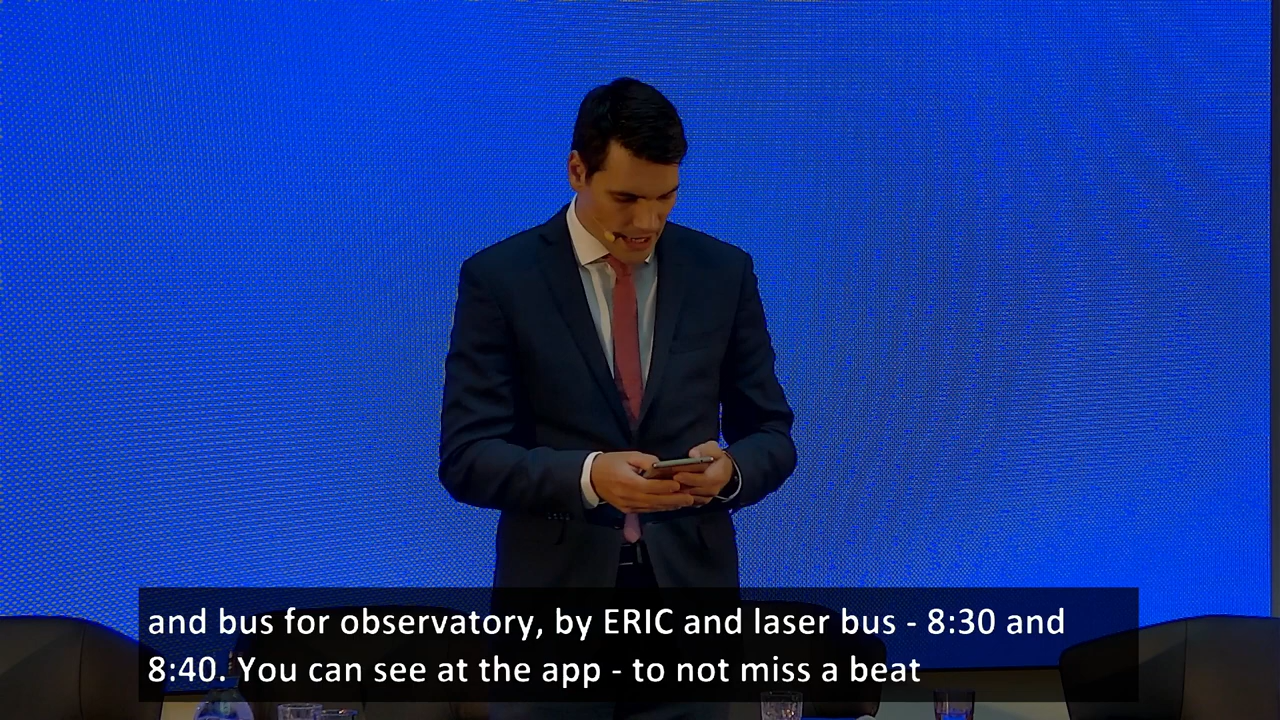 and bus for observatory, by ERIC and laser bus - 8:30 and
8:40. You can see at the app - to not miss a beat